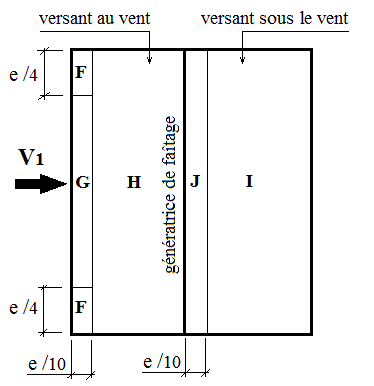 versant au vent
versant sous le vent
e /4
F
V1
G
H
génératrice de faîtage
J
I
e /4
F
e /10
e /10